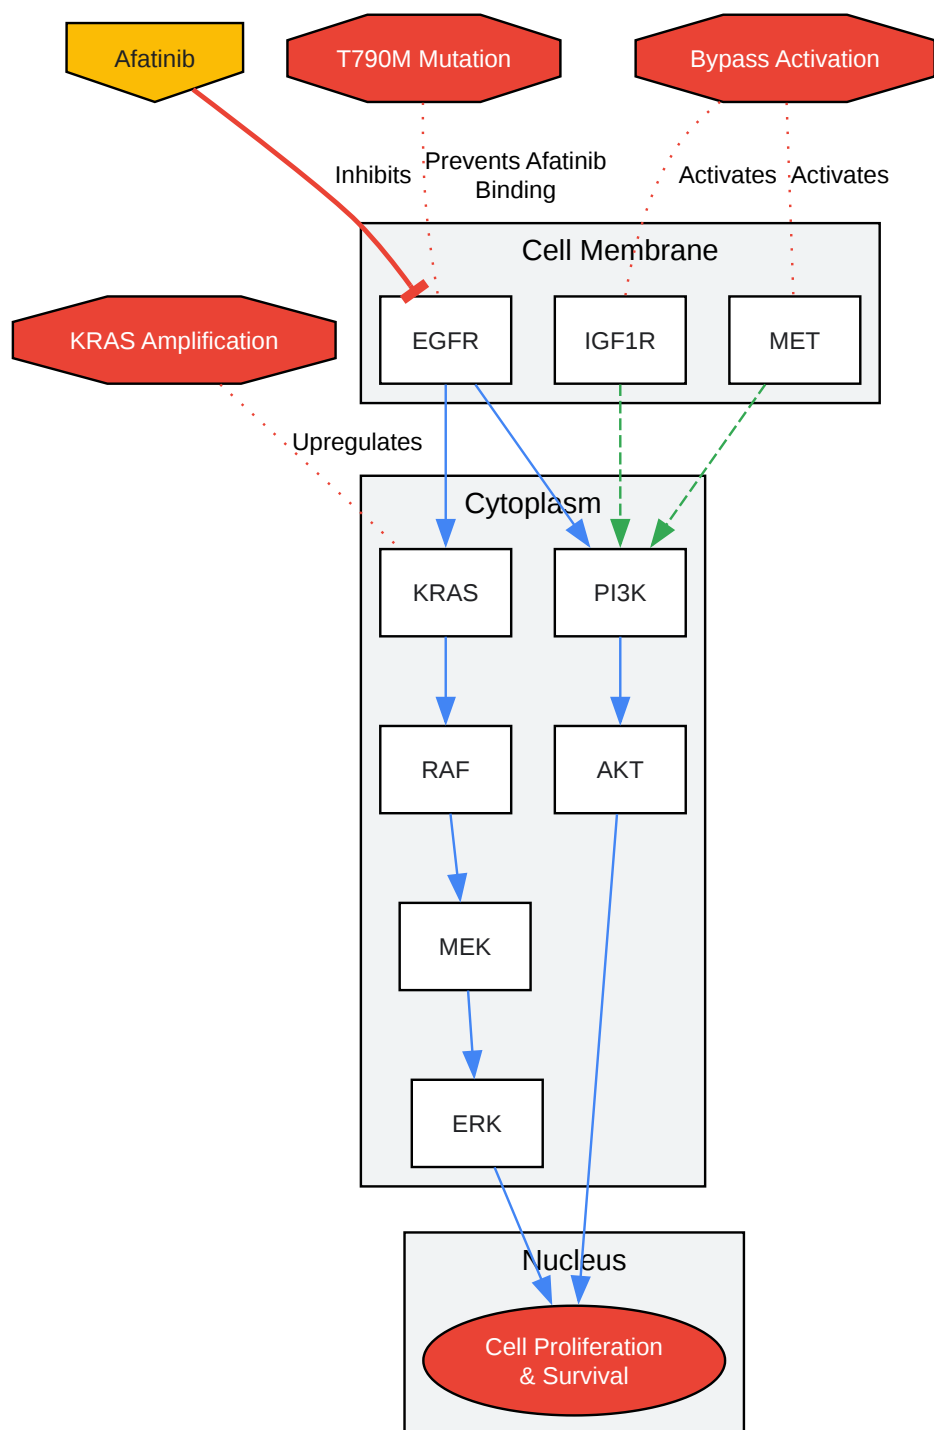 Afatinib
T790M Mutation
Bypass Activation
Inhibits
Prevents Afatinib
Binding
Activates
Activates
Cell Membrane
KRAS Amplification
EGFR
IGF1R
MET
Upregulates
Cytoplasm
KRAS
PI3K
RAF
AKT
MEK
ERK
Nucleus
Cell Proliferation
& Survival